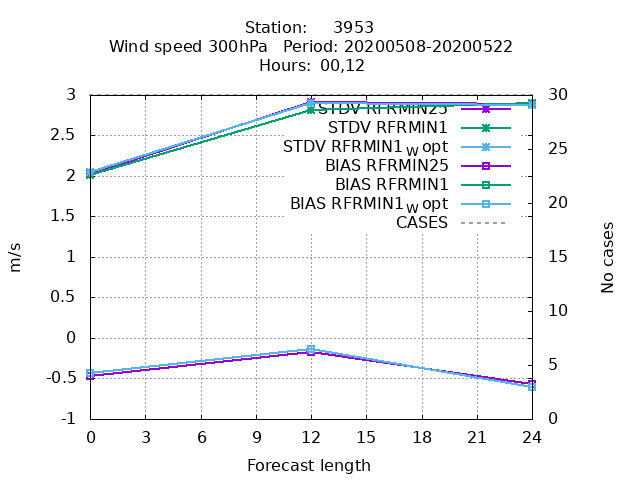 Station: 3953
Wind speed 300hPa Period: 20200508-20200522
Hours: 00,12
3
2.5
2
1.5
1
0.5
0
-0.5
-1
m/s
STDV RFRMIN25
STDV RFRMIN1
STDV RFRMIN1w opt
BIAS RFRMIN25
BIAS RFRMIN1
BIAS RFRMIN1w opt
CASES
30
25
20
15
10
5
0
No cases
0 3 6 9 12 15 18 21 24
Forecast length